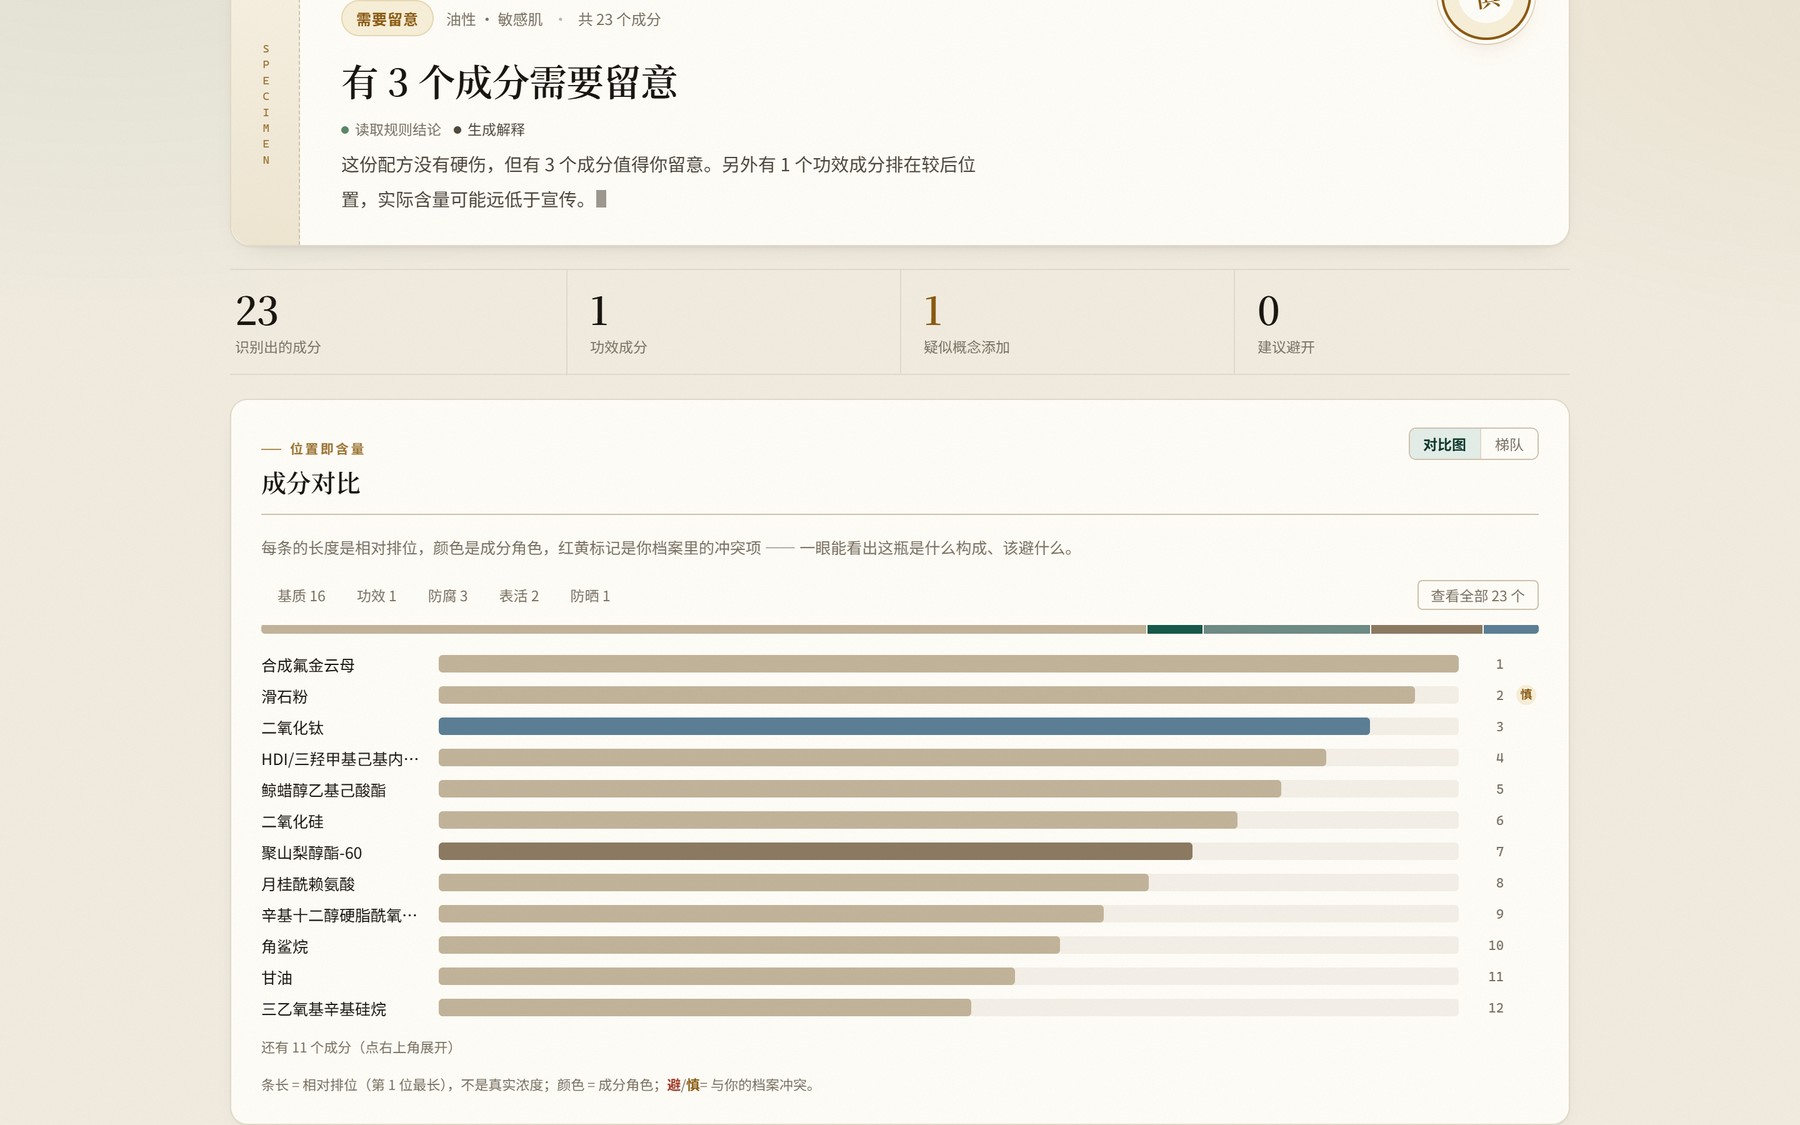 需要留意 油性 · 敏感肌 · 共 23 个成分
SPECIMEN
有 3 个成分需要留意
读取规则结论 生成解释
这份配方没有硬伤，但有 3 个成分值得你留意。另外有 1 个功效成分排在较后位
置，实际含量可能远低于宣传。
23
识别出的成分
1
功效成分
1
疑似概念添加
0
建议避开
位置即含量
对比图 梯队
成分对比
每条的长度是相对排位，颜色是成分角色，红黄标记是你档案里的冲突项 —— 一眼能看出这瓶是什么构成、该避什么。
基质 16 功效 1 防腐 3 表活 2 防晒 1 查看全部 23 个
合成氟金云母 1
滑石粉 2 慎
二氧化钛 3
HDI/三羟甲基己基内… 4
鲸蜡醇乙基己酸酯 5
二氧化硅 6
聚山梨醇酯-60 7
月桂酰赖氨酸 8
辛基十二醇硬脂酰氧… 9
角鲨烷 10
甘油 11
三乙氧基辛基硅烷 12
还有 11 个成分（点右上角展开）
条长 = 相对排位（第 1 位最长），不是真实浓度；颜色 = 成分角色；避/慎= 与你的档案冲突。